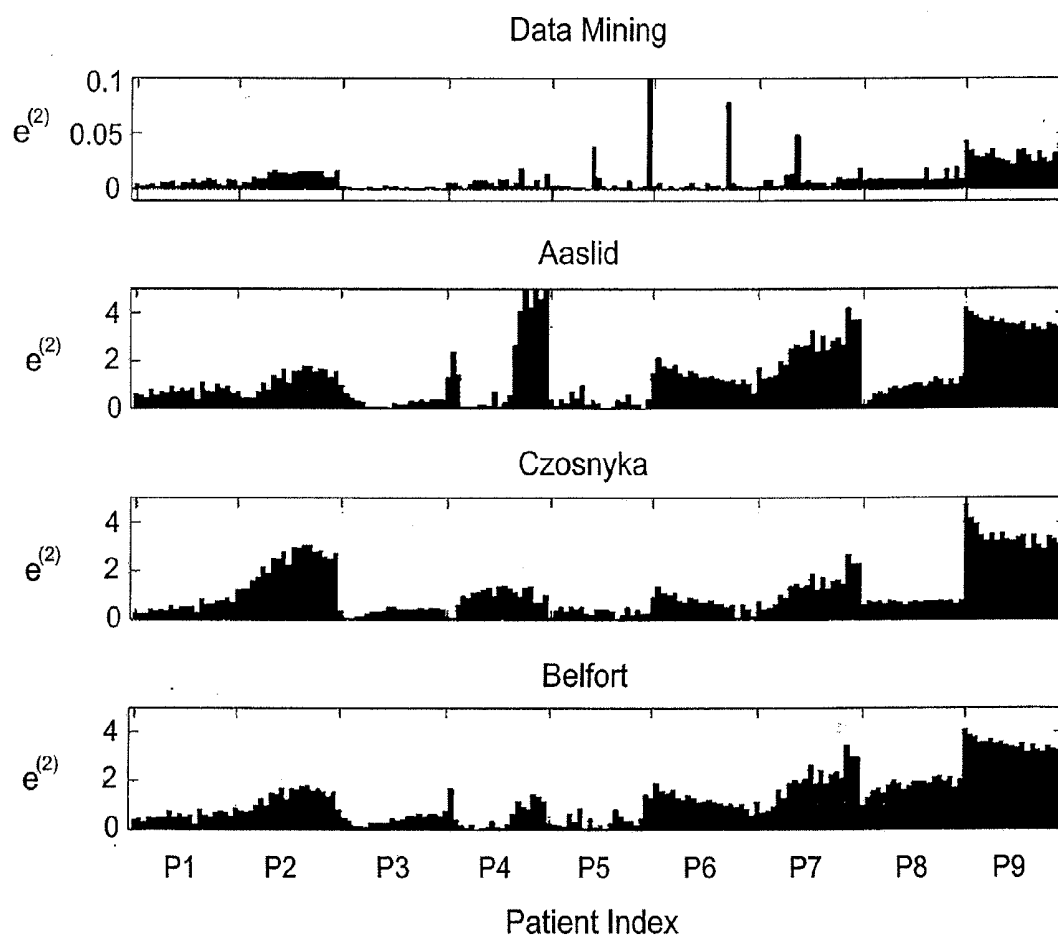 Data Mining
0.1
e(2) 0.05
0
Aaslid
4
e(2) 2
0
Czosnyka
4
e(2) 2
0
Belfort
4
e(2) 2
0
P1 P2 P3 P4 P5 P6 P7 P8 P9
Patient Index